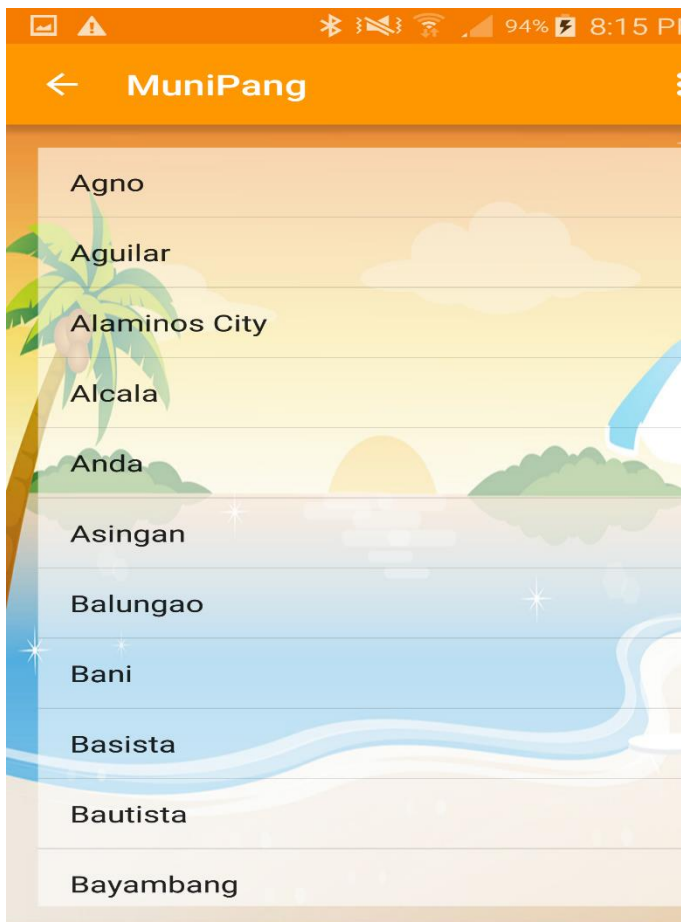 94% 8:15 P
MuniPang
Agno
Aguilar
Alaminos City
Alcala
Anda
Asingan
Balungao
Bani
Basista
Bautista
Bayambang